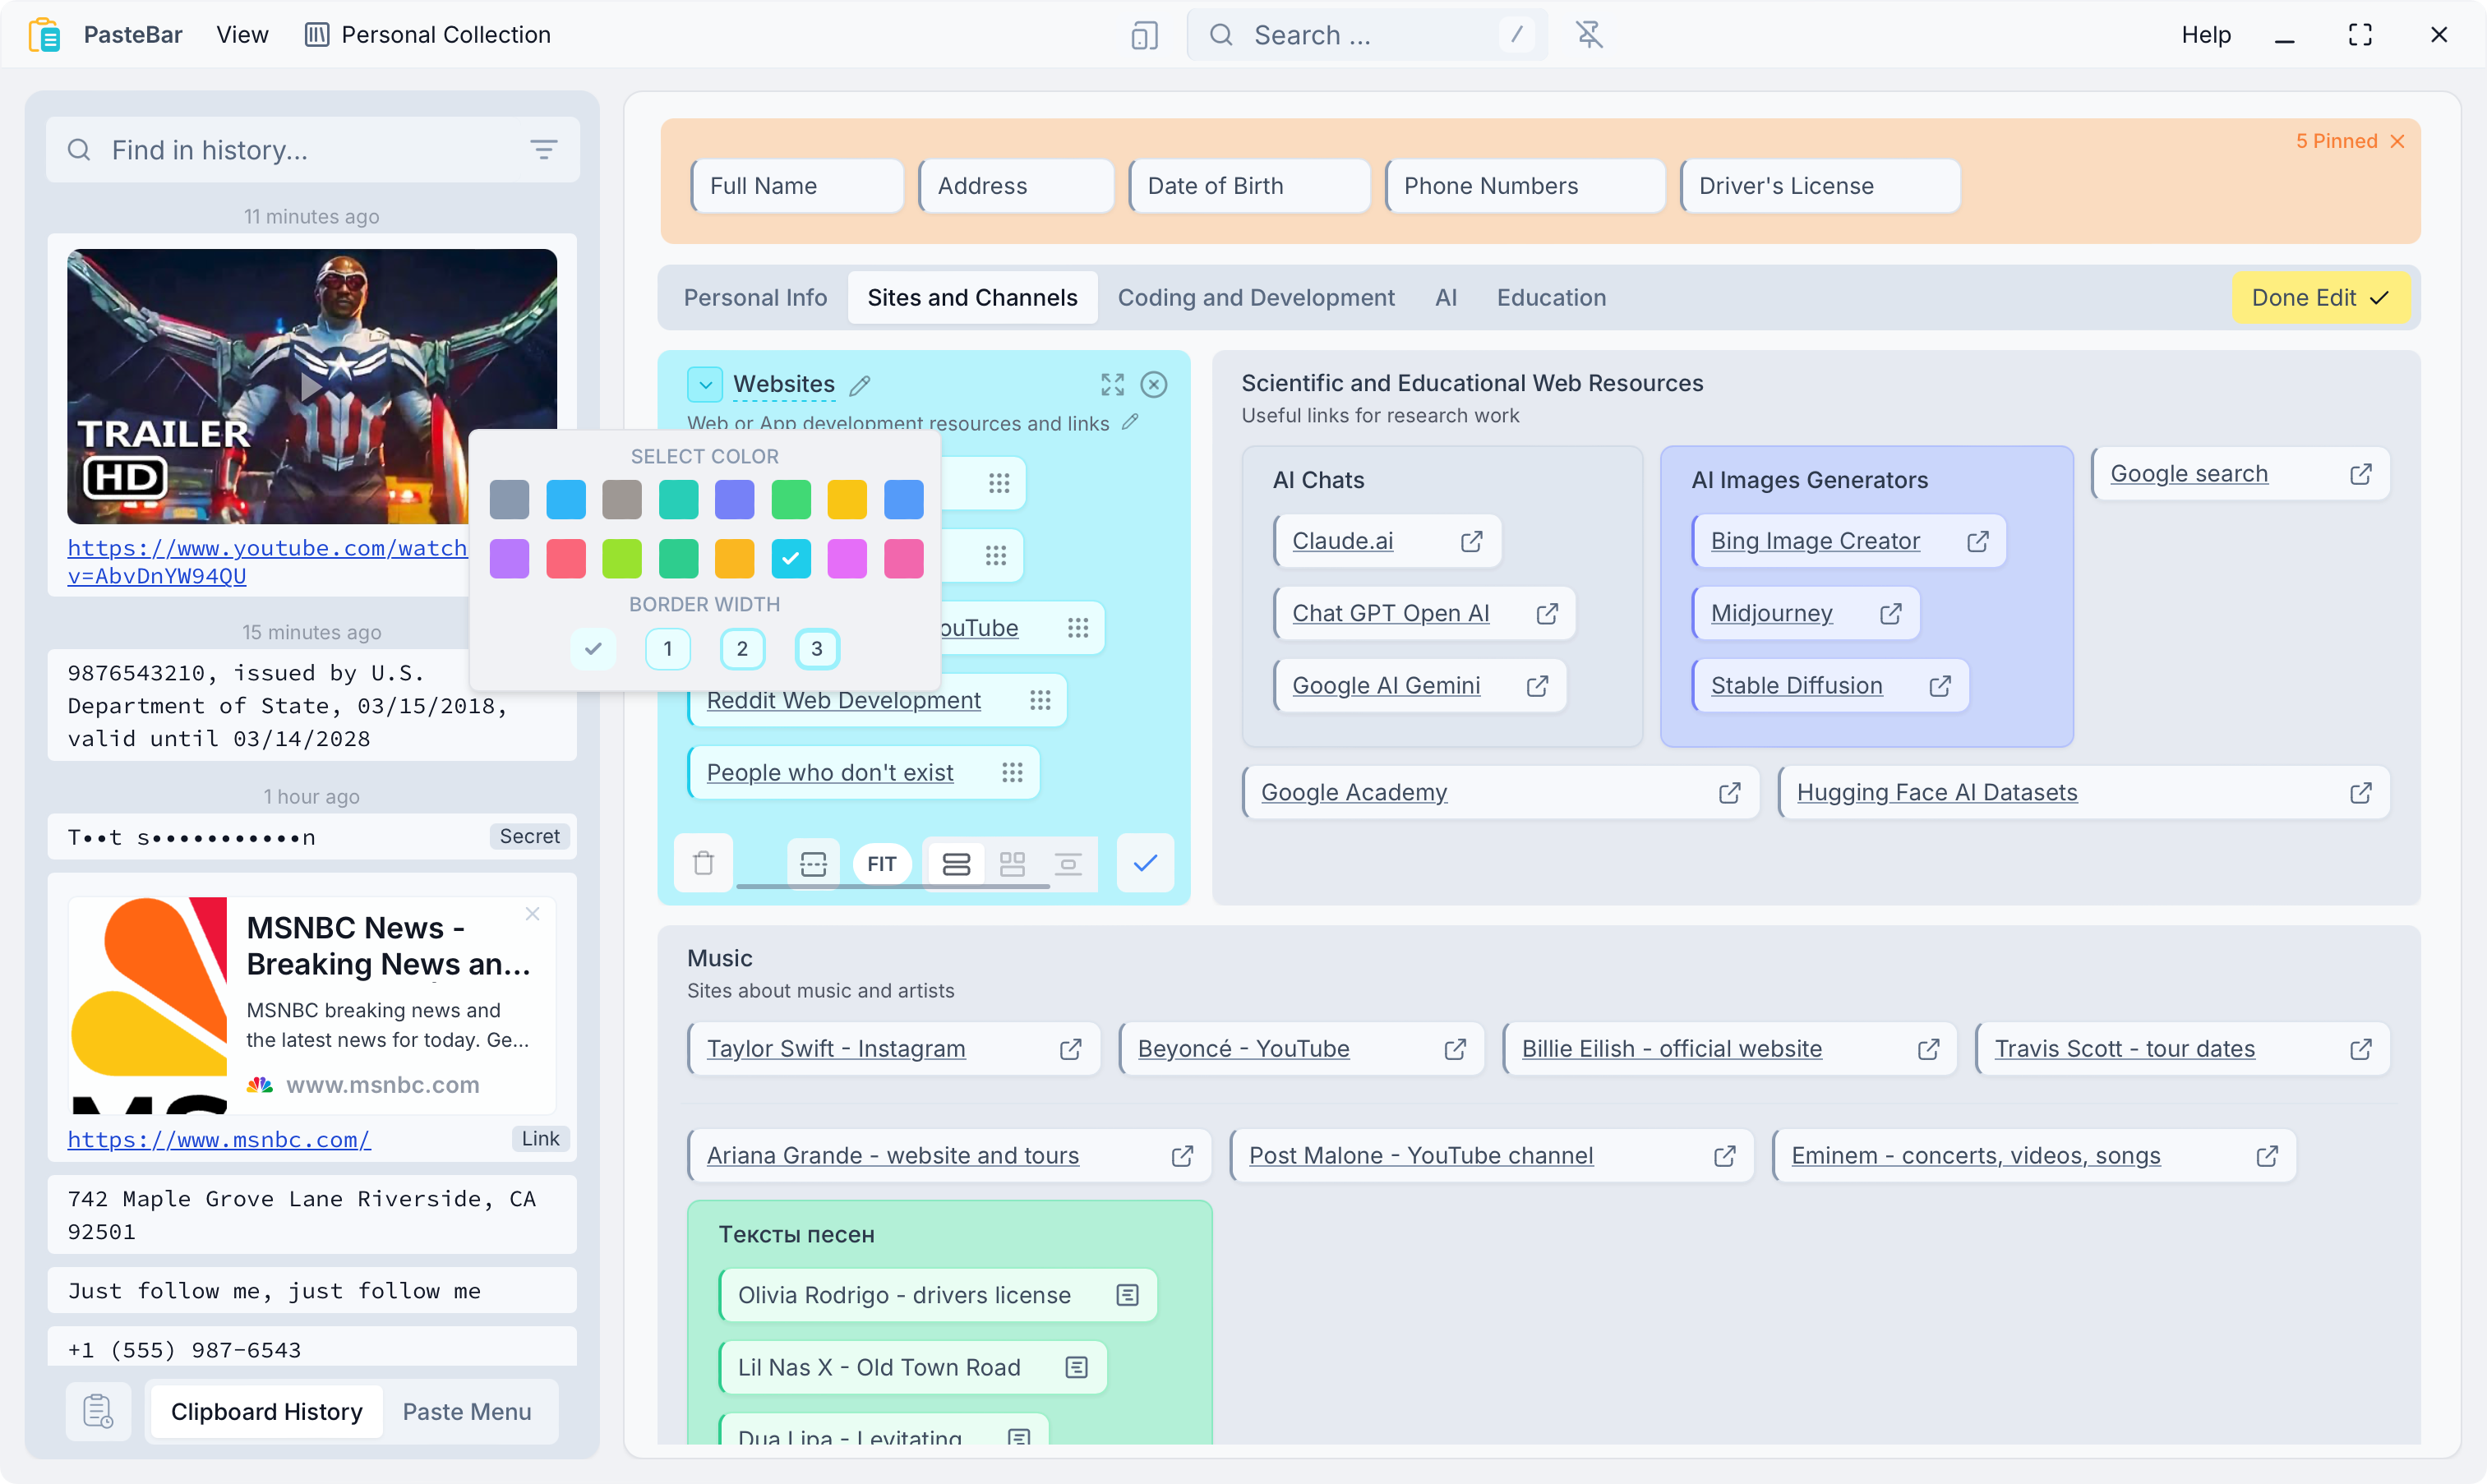 PasteBar
View
Personal Collection
Search ...
/
Help
Find in history...
11 minutes ago
TRAILER
HD
https://www.youtube.com/watch
v=AbvDnYW94QU
15 minutes ago
9876543210, issued by U.S.
Department of State, 03/15/2018,
valid until 03/14/2028
1 hour ago
T••t s•••••••••••n
Secret
MSNBC News -
Breaking News an...
MSNBC breaking news and
the latest news for today. Ge...
www.msnbc.com
https://www.msnbc.com/
Link
742 Maple Grove Lane Riverside, CA
92501
Just follow me, just follow me
+1 (555) 987-6543
Clipboard History
Paste Menu
5 Pinned
Full Name
Address
Date of Birth
Phone Numbers
Driver's License
Personal Info
Sites and Channels
Coding and Development
AI
Education
Done Edit
Websites
Web or App development resources and links
SELECT COLOR
BORDER WIDTH
1
2
3
ouTube
Reddit Web Development
People who don't exist
FIT
Scientific and Educational Web Resources
Useful links for research work
AI Chats
Claude.ai
Chat GPT Open AI
Google AI Gemini
AI Images Generators
Bing Image Creator
Midjourney
Stable Diffusion
Google search
Google Academy
Hugging Face AI Datasets
Music
Sites about music and artists
Taylor Swift - Instagram
Beyoncé - YouTube
Billie Eilish - official website
Travis Scott - tour dates
Ariana Grande - website and tours
Post Malone - YouTube channel
Eminem - concerts, videos, songs
Тексты песен
Olivia Rodrigo - drivers license
Lil Nas X - Old Town Road
Dua Lipa - Levitating